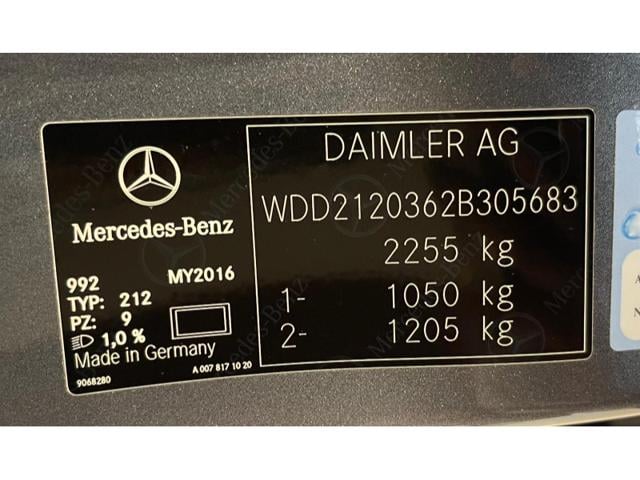 DAIMLER AG
WDD2120362B305683
2255 kg
1- 1050 kg
2- 1205 kg
Mercedes-Benz
992 MY2016
TYP: 212
PZ: 9
1,0 %
Made in Germany
9068280
A 007 817 10 20
A
N